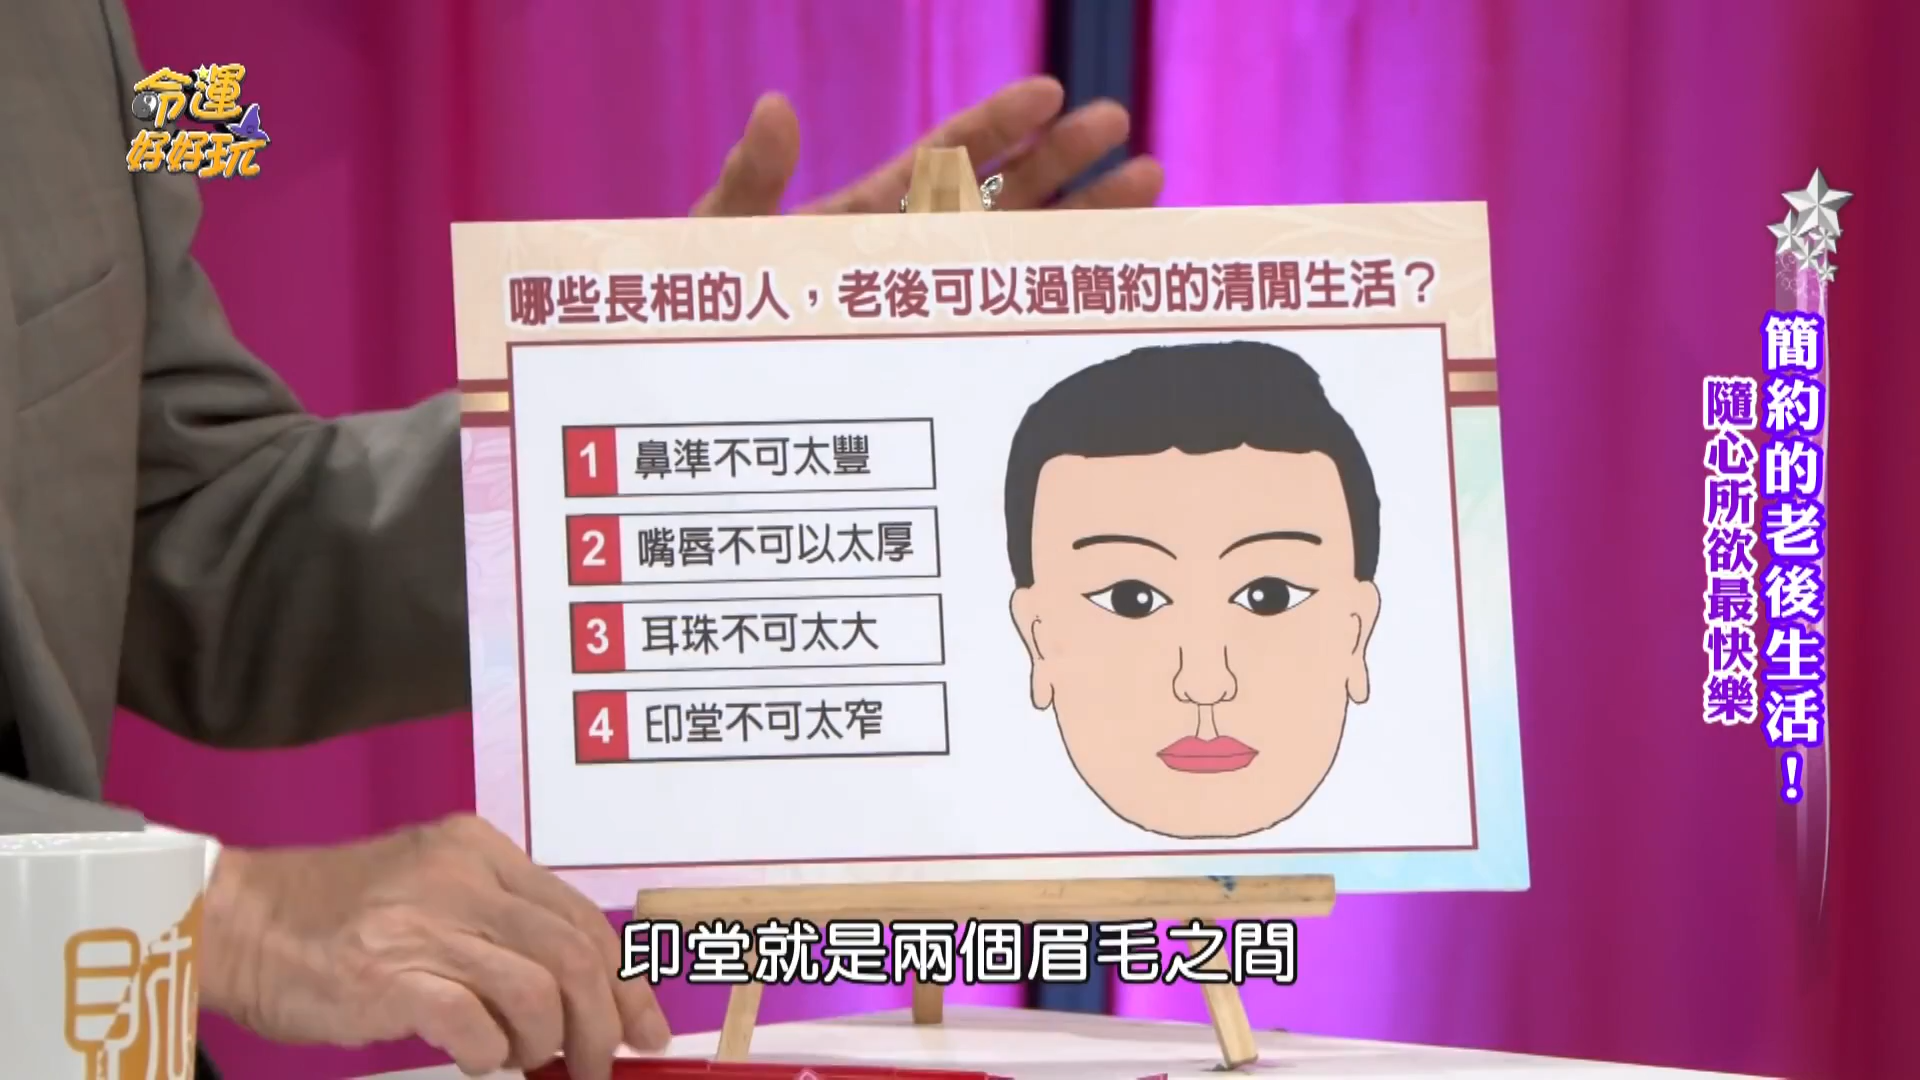 命運
好好玩
哪些長相的人，老後可以過簡約的清閒生活？
1 鼻準不可太豐
2 嘴唇不可以太厚
3 耳珠不可太大
4 印堂不可太窄
簡約的老後生活！
隨心所欲最快樂
財
印堂就是兩個眉毛之間